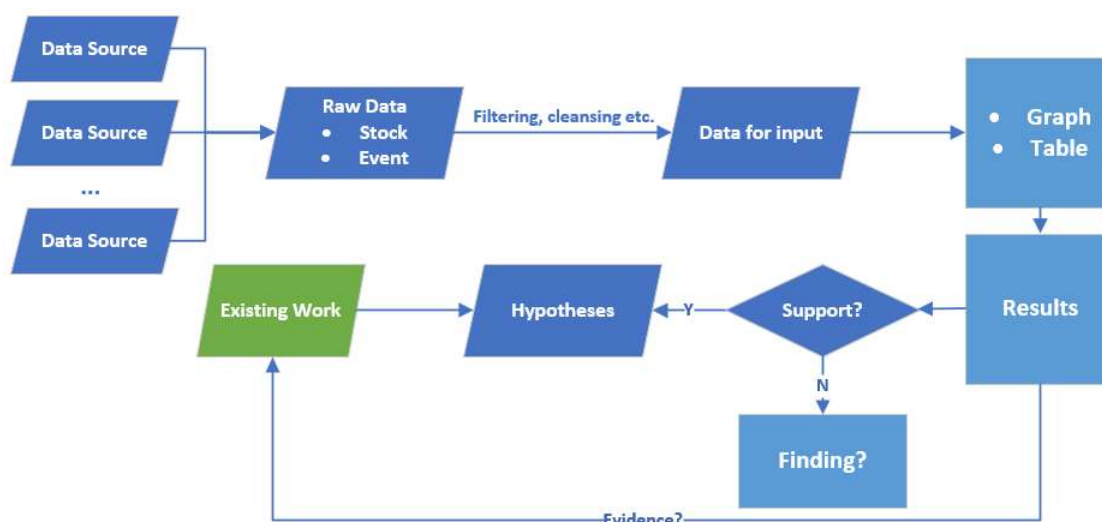 Data Source
Data Source
...
Data Source
Raw Data
• Stock
• Event
Filtering, cleansing etc.
Data for input
• Graph
• Table
Existing Work
Hypotheses
Y
Support?
Results
N
Finding?
Evidence?